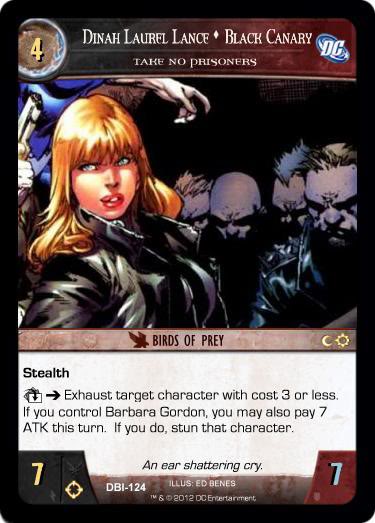 4
Dinah Laurel Lance ♦ Black Canary
DC
Take No Prisoners
BIRDS OF PREY
Stealth
➔ Exhaust target character with cost 3 or less.
If you control Barbara Gordon, you may also pay 7
ATK this turn. If you do, stun that character.
An ear shattering cry.
7
DBI-124
ILLUS: ED BENES
7
™ & © 2012 DC Entertainment